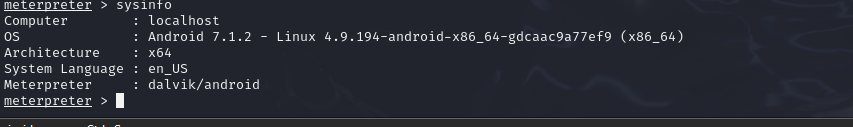 meterpreter > sysinfo
Computer        : localhost
OS              : Android 7.1.2 - Linux 4.9.194-android-x86_64-gdcaac9a77ef9 (x86_64)
Architecture    : x64
System Language : en_US
Meterpreter     : dalvik/android
meterpreter >